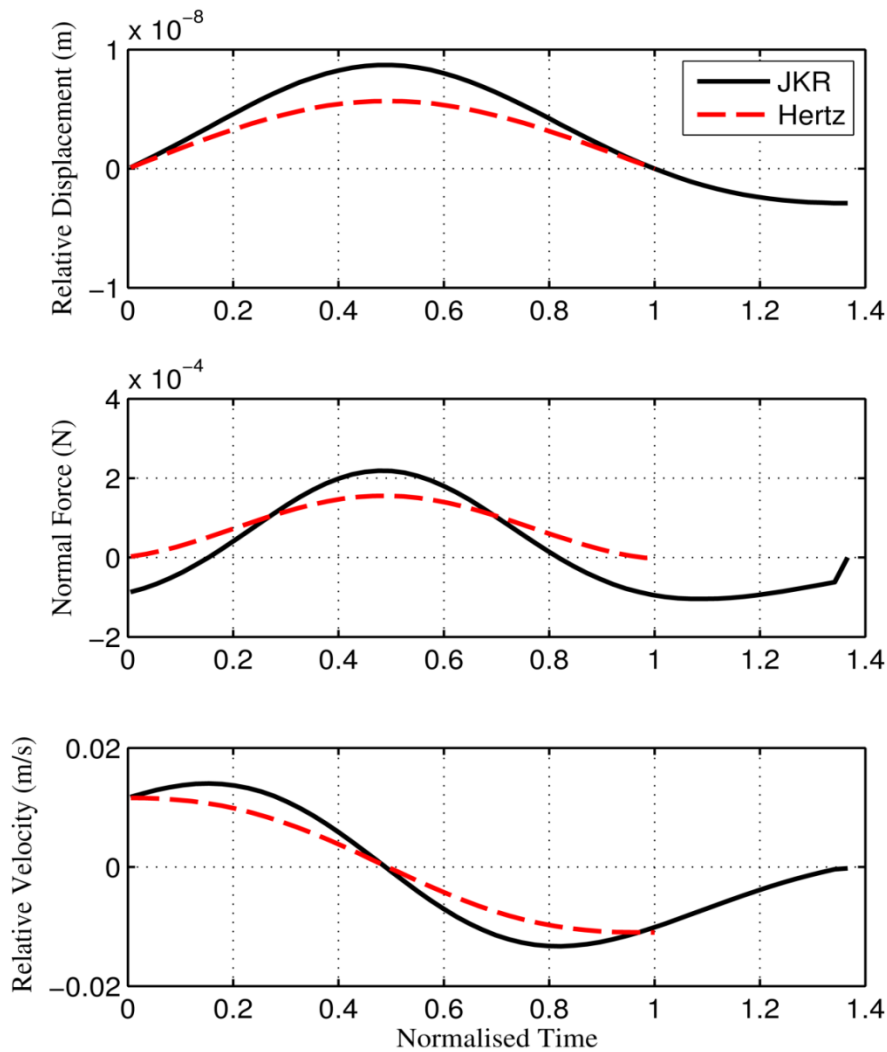 x 10⁻⁸
1
0
−1
Relative Displacement (m)
JKR
Hertz
0 0.2 0.4 0.6 0.8 1 1.2 1.4
x 10⁻⁴
4
2
0
−2
Normal Force (N)
0 0.2 0.4 0.6 0.8 1 1.2 1.4
0.02
0
−0.02
Relative Velocity (m/s)
0 0.2 0.4 0.6 0.8 1 1.2 1.4
Normalised Time